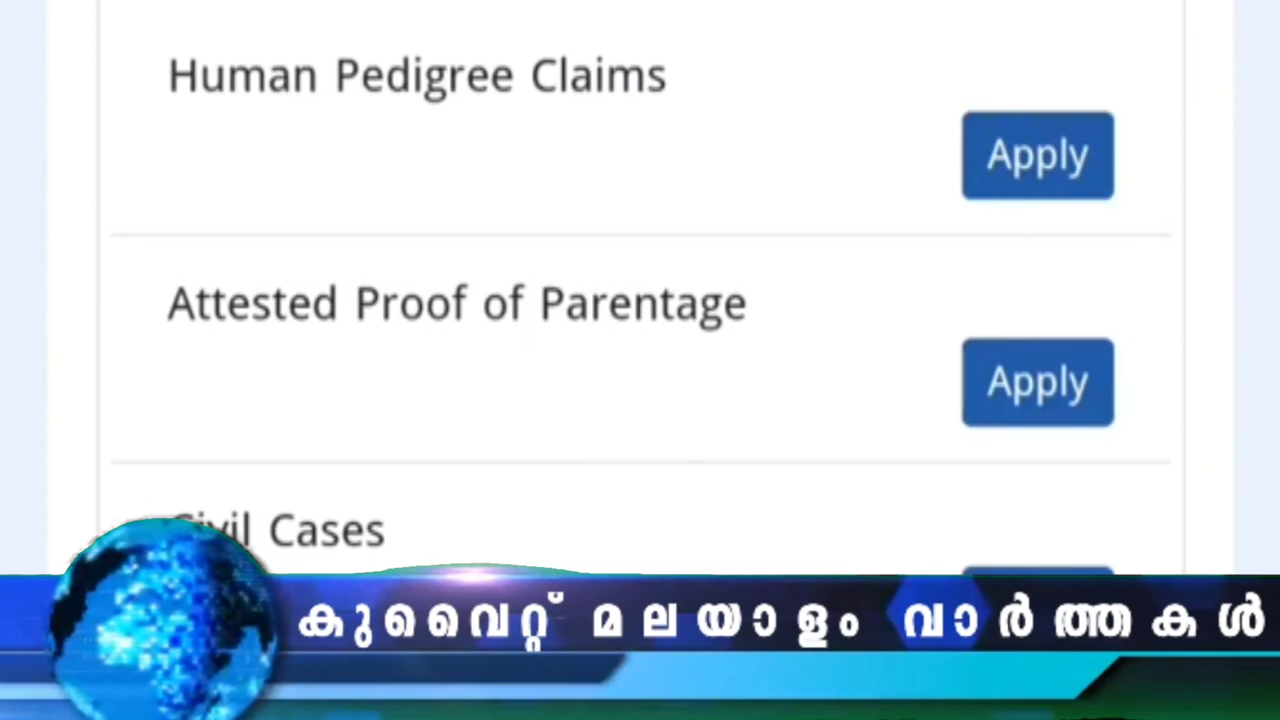 Human Pedigree Claims
Apply
Attested Proof of Parentage
Apply
Civil Cases
കുവൈറ്റ് മലയാളം വാർത്തകൾ